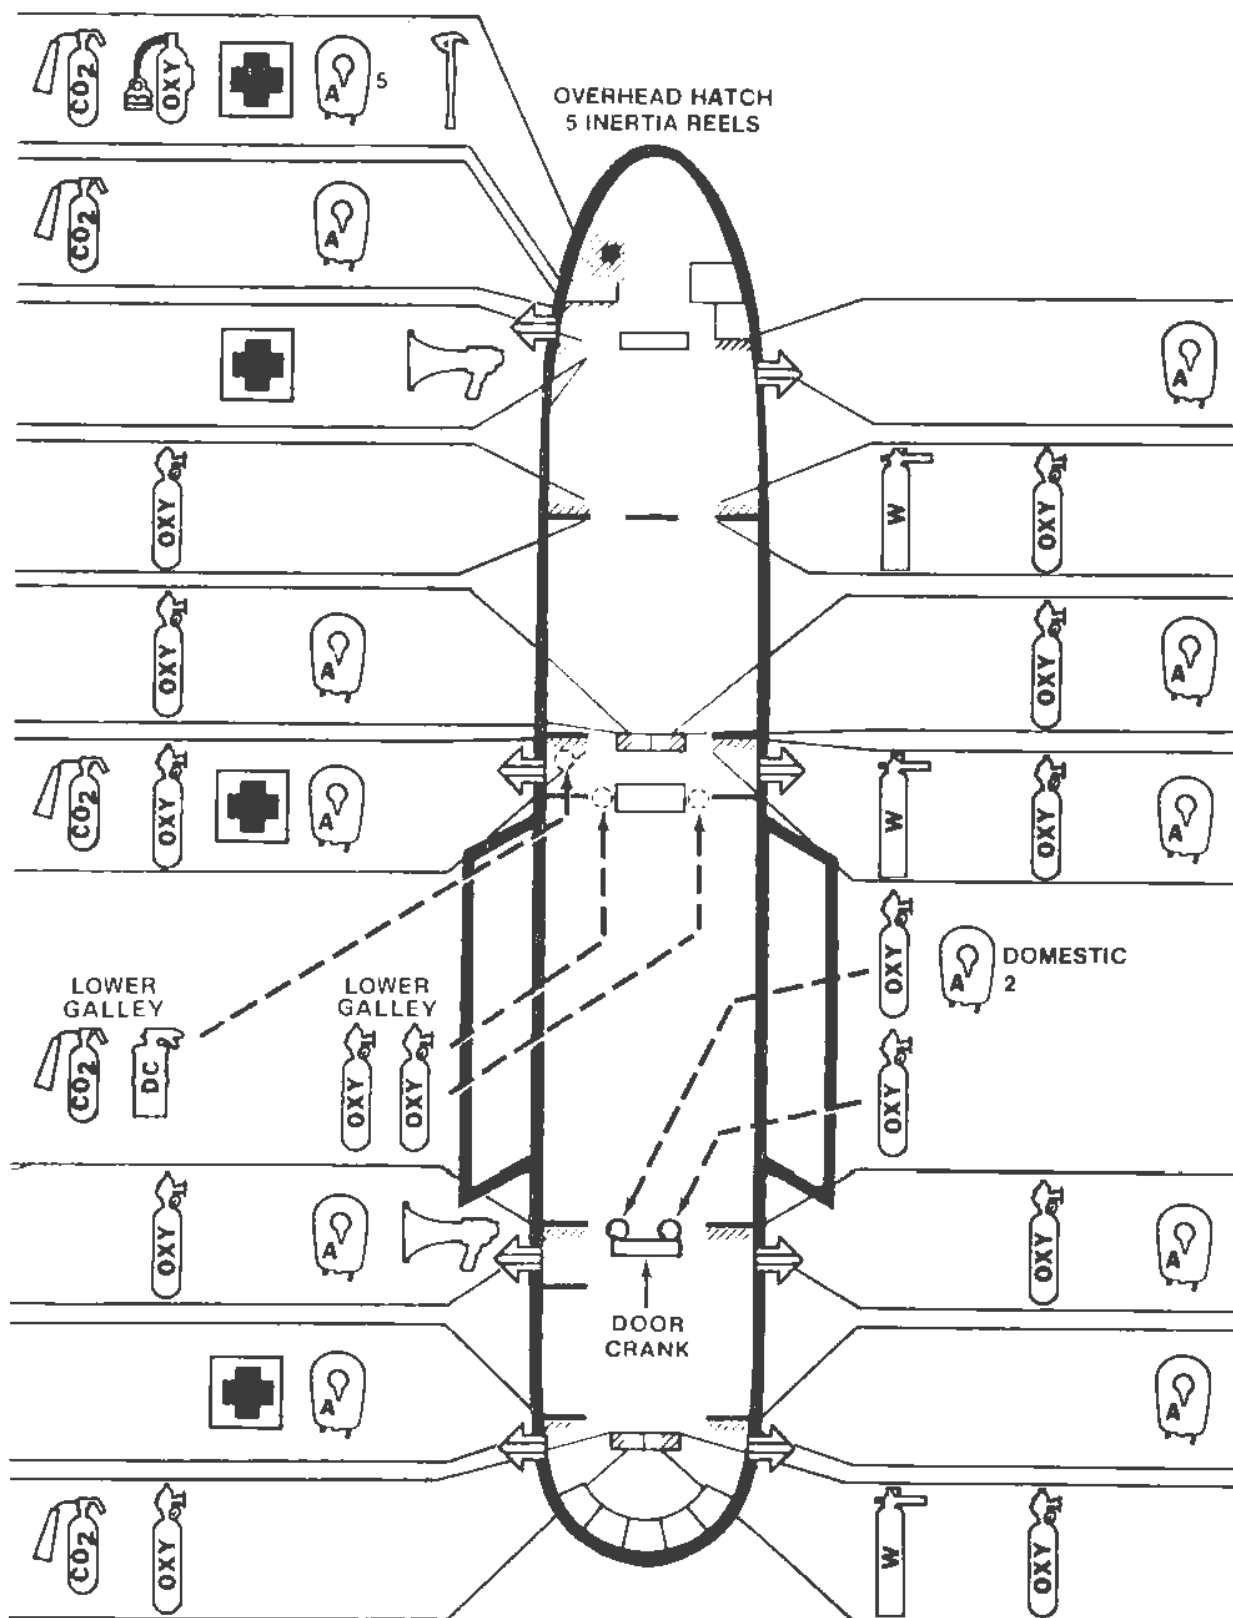 CO2 OXY A 5
OVERHEAD HATCH
5 INERTIA REELS
CO2 A
A
OXY
W OXY
OXY A
OXY A
CO2 OXY A
W OXY A
OXY A DOMESTIC
2
LOWER
GALLEY
CO2 DC
LOWER
GALLEY
OXY OXY
OXY
OXY A
OXY A
DOOR
CRANK
A
A
CO2 OXY
W OXY